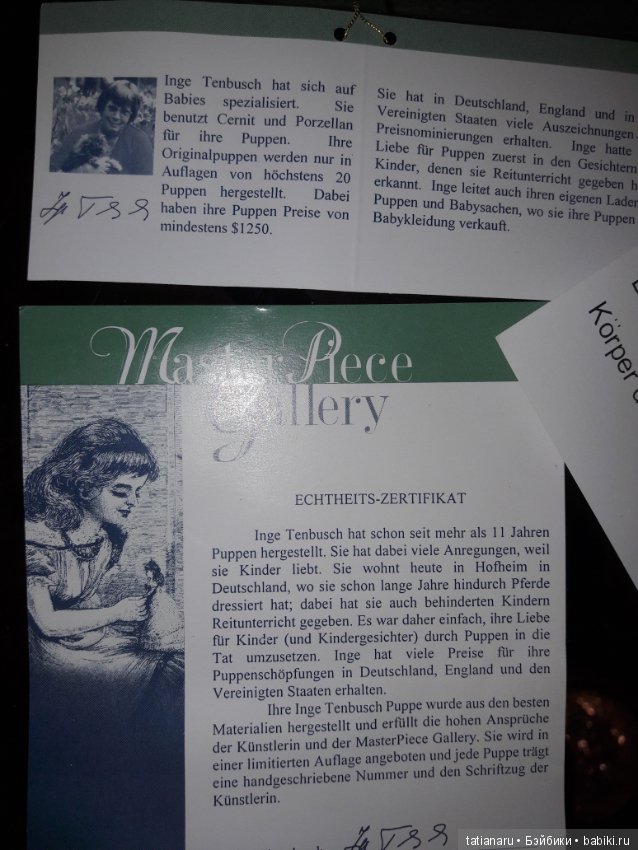 Inge Tenbusch hat sich auf
Babies spezialisiert. Sie
benutzt Cernit und Porzellan
für ihre Puppen. Ihre
Originalpuppen werden nur in
Auflagen von höchstens 20
Puppen hergestellt. Dabei
haben ihre Puppen Preise von
mindestens $1250.
Sie hat in Deutschland, England und in
Vereinigten Staaten viele Auszeichnungen
Preisnominierungen erhalten. Inge hatte
Liebe für Puppen zuerst in den Gesichtern
Kinder, denen sie Reitunterricht gegeben
erkannt. Inge leitet auch ihren eigenen Laden
Puppen und Babysachen, wo sie ihre Puppen
Babykleidung verkauft.
Körper
MasterPiece
Gallery
ECHTHEITS-ZERTIFIKAT
Inge Tenbusch hat schon seit mehr als 11 Jahren
Puppen hergestellt. Sie hat dabei viele Anregungen, weil
sie Kinder liebt. Sie wohnt heute in Hofheim in
Deutschland, wo sie schon lange Jahre hindurch Pferde
dressiert hat; dabei hat sie auch behinderten Kindern
Reitunterricht gegeben. Es war daher einfach, ihre Liebe
für Kinder (und Kindergesichter) durch Puppen in die
Tat umzusetzen. Inge hat viele Preise für ihre
Puppenschöpfungen in Deutschland, England und den
Vereinigten Staaten erhalten.
Ihre Inge Tenbusch Puppe wurde aus den besten
Materialien hergestellt und erfüllt die hohen Ansprüche
der Künstlerin und der MasterPiece Gallery. Sie wird in
einer limitierten Auflage angeboten und jede Puppe trägt
eine handgeschriebene Nummer und den Schriftzug der
Künstlerin.
tatianaru • Бэйбики • babiki.ru